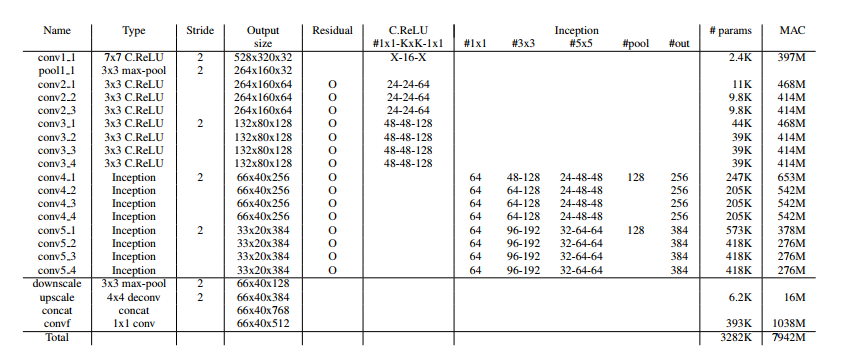 Name Type Stride Output size Residual C.ReLU #1x1-KxK-1x1 Inception #1x1 #3x3 #5x5 #pool #out # params MAC
conv1_1 7x7 C.ReLU 2 528x320x32 X-16-X 2.4K 397M
pool1_1 3x3 max-pool 2 264x160x32
conv2_1 3x3 C.ReLU 264x160x64 O 24-24-64 11K 468M
conv2_2 3x3 C.ReLU 264x160x64 O 24-24-64 9.8K 414M
conv2_3 3x3 C.ReLU 264x160x64 O 24-24-64 9.8K 414M
conv3_1 3x3 C.ReLU 2 132x80x128 O 48-48-128 44K 468M
conv3_2 3x3 C.ReLU 132x80x128 O 48-48-128 39K 414M
conv3_3 3x3 C.ReLU 132x80x128 O 48-48-128 39K 414M
conv3_4 3x3 C.ReLU 132x80x128 O 48-48-128 39K 414M
conv4_1 Inception 2 66x40x256 O 64 48-128 24-48-48 128 256 247K 653M
conv4_2 Inception 66x40x256 O 64 64-128 24-48-48 256 205K 542M
conv4_3 Inception 66x40x256 O 64 64-128 24-48-48 256 205K 542M
conv4_4 Inception 66x40x256 O 64 64-128 24-48-48 256 205K 542M
conv5_1 Inception 2 33x20x384 O 64 96-192 32-64-64 128 384 573K 378M
conv5_2 Inception 33x20x384 O 64 96-192 32-64-64 384 418K 276M
conv5_3 Inception 33x20x384 O 64 96-192 32-64-64 384 418K 276M
conv5_4 Inception 33x20x384 O 64 96-192 32-64-64 384 418K 276M
downscale 3x3 max-pool 2 66x40x128
upscale 4x4 deconv 2 66x40x384 6.2K 16M
concat concat 66x40x768
convf 1x1 conv 66x40x512 393K 1038M
Total 3282K 7942M